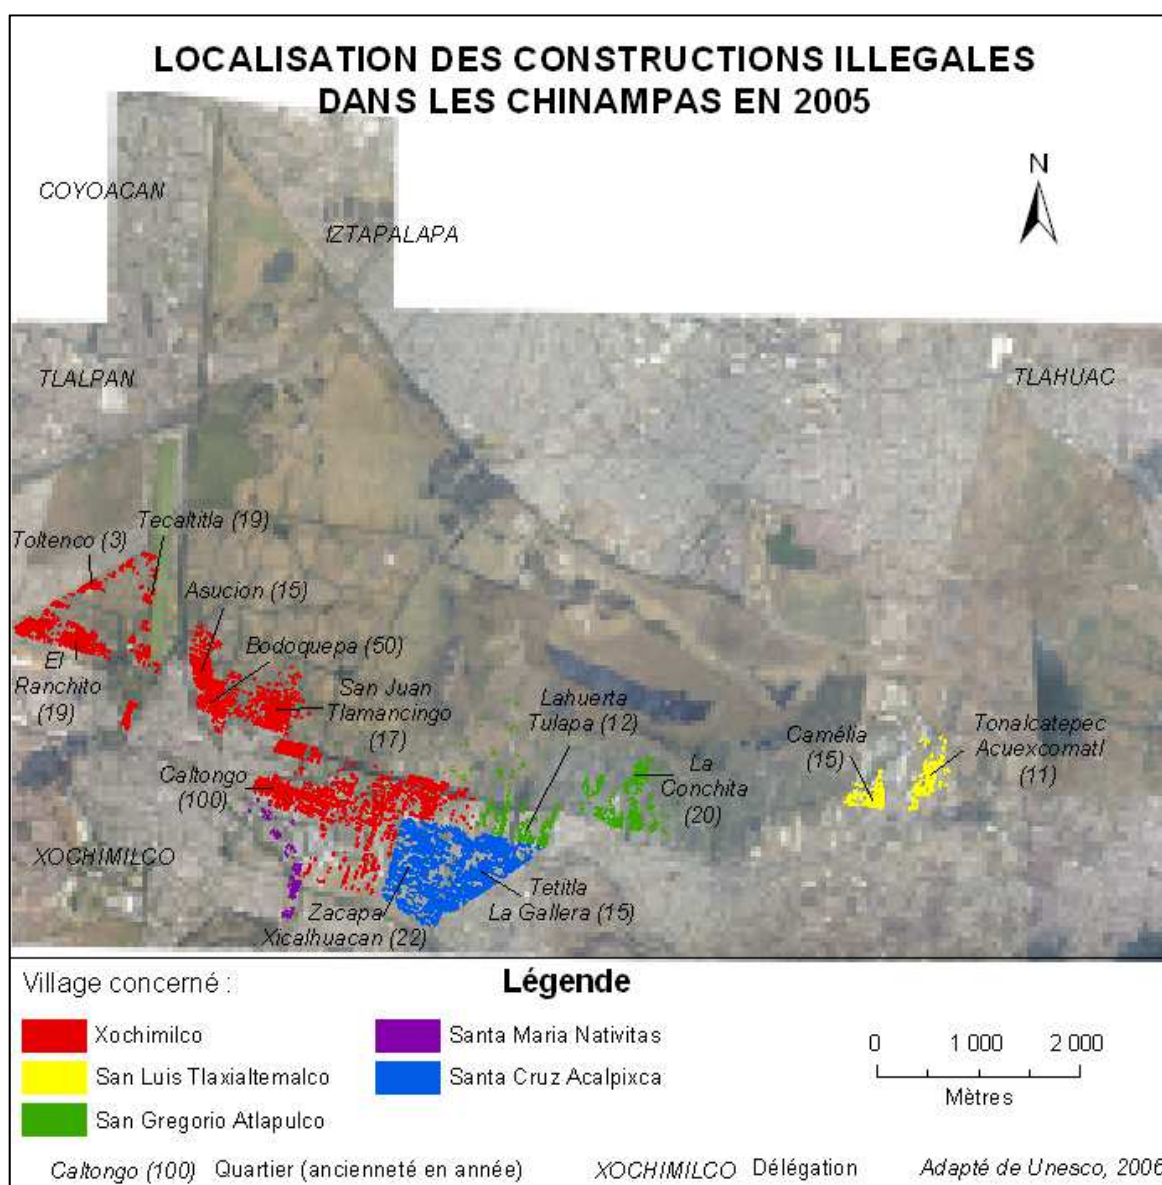 LOCALISATION DES CONSTRUCTIONS ILLEGALES
DANS LES CHINAMPAS EN 2005
N
COYOACAN
IZTAPALAPA
TLALPAN
TLAHUAC
Tecaltitla (19)
Toltenco (3)
Asucion (15)
Bodoquepa (50)
El
Ranchito
(19)
San Juan
Tlamancingo
(17)
Lahuerta
Tulapa (12)
La
Conchita
(20)
Camélia
(15)
Tonalcatepec
Acuexcomatl
(11)
Caltongo
(100)
XOCHIMILCO
Zacapa
Xicalhuacan (22)
Tetitla
La Gallera (15)
Légende
Village concerné :
Xochimilco
San Luis Tlaxialtemalco
San Gregorio Atlapulco
Santa Maria Nativitas
Santa Cruz Acalpixca
0 1 000 2 000
Mètres
Caltongo (100) Quartier (ancienneté en année) XOCHIMILCO Délégation Adapté de Unesco, 2006